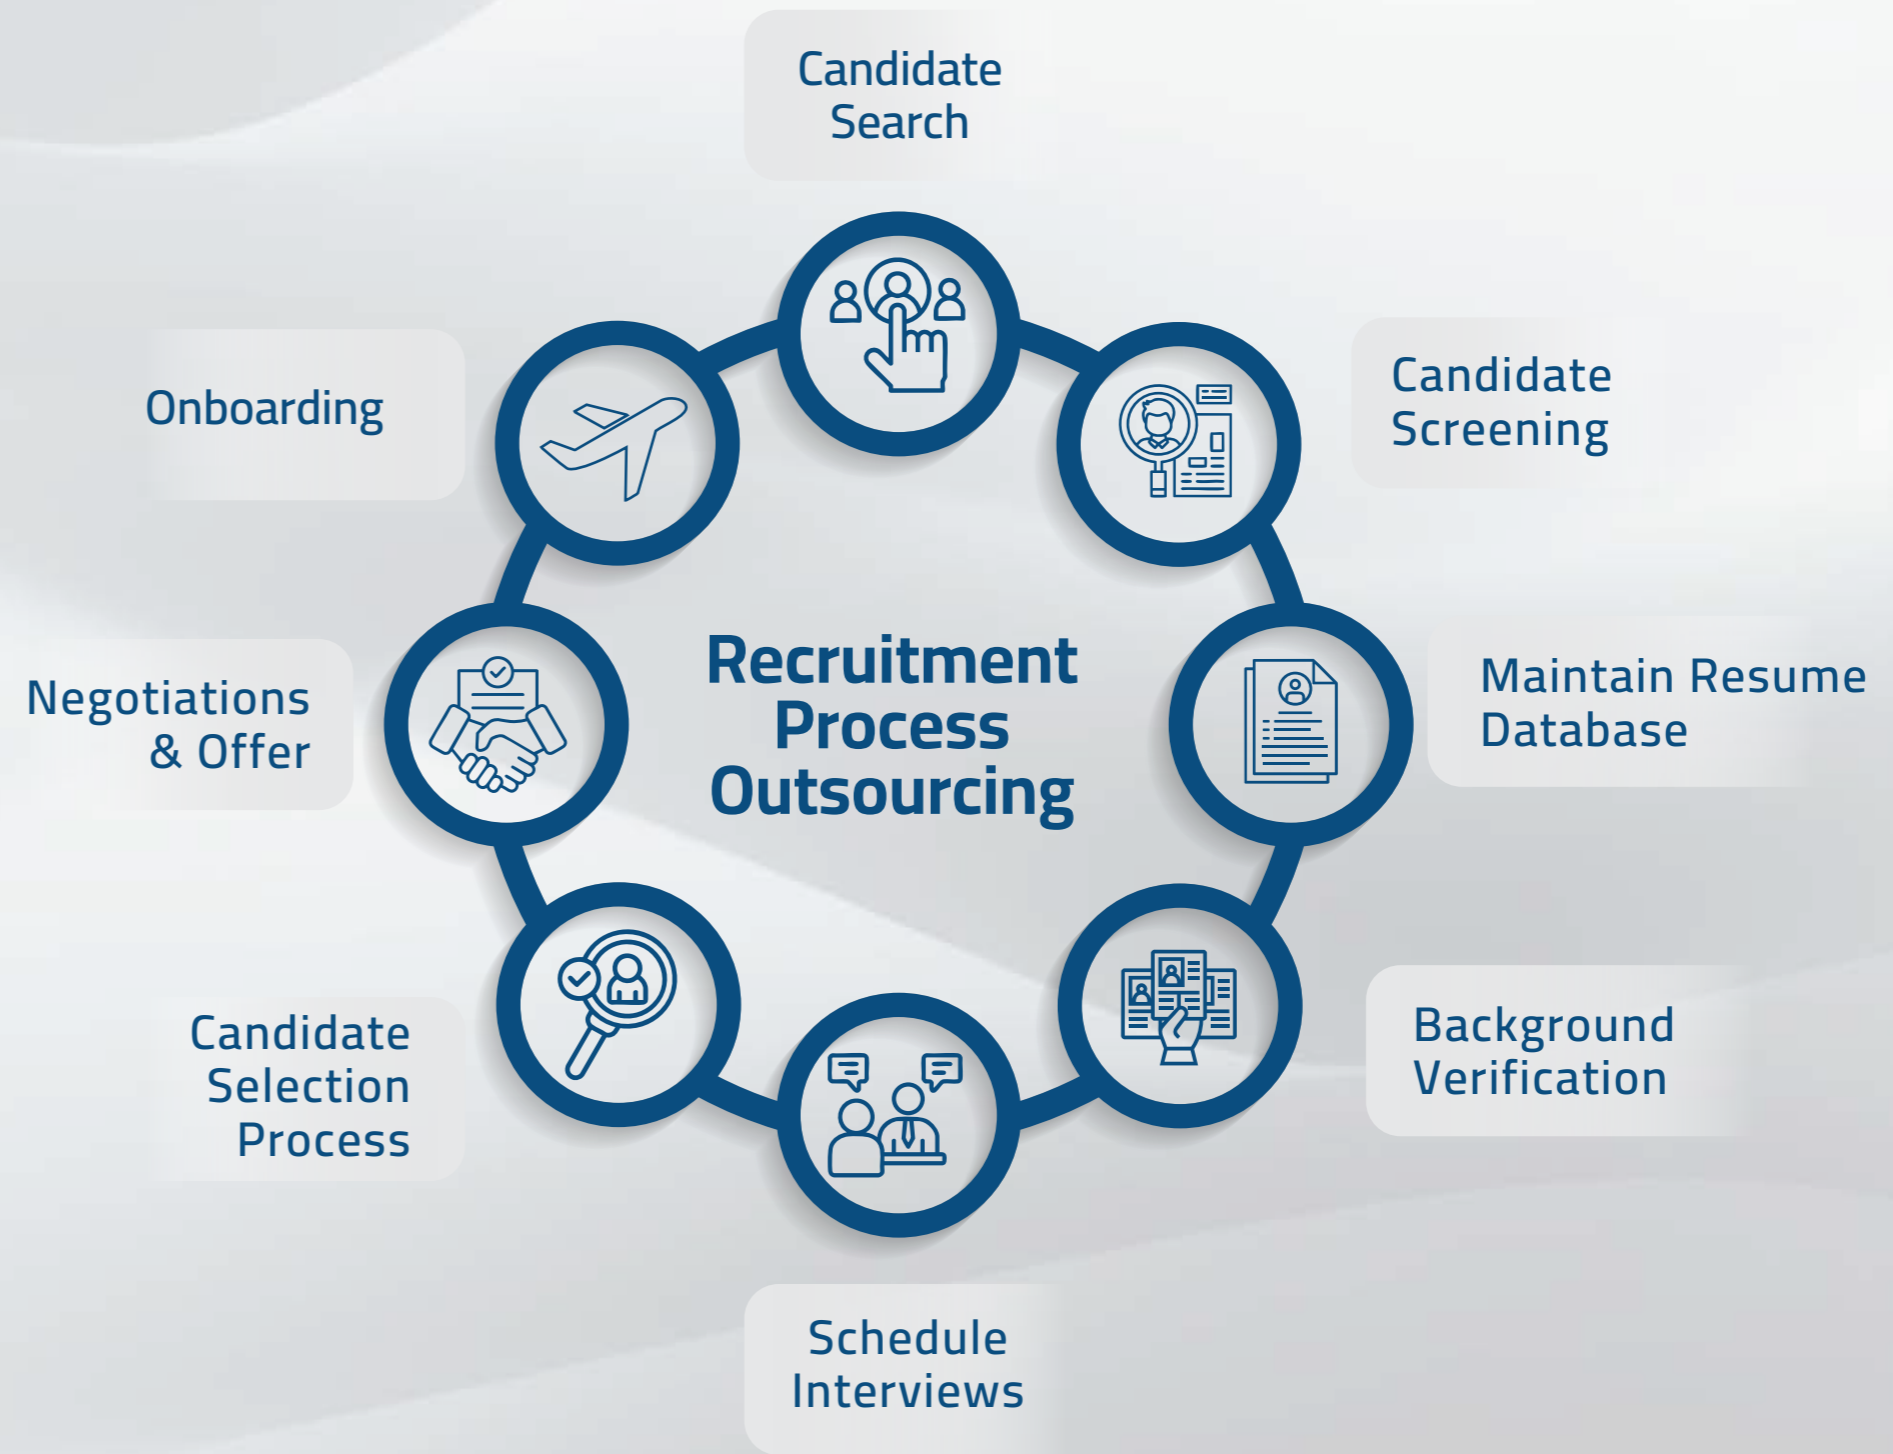 Candidate
Search
Candidate
Screening
Maintain Resume
Database
Background
Verification
Schedule
Interviews
Candidate
Selection
Process
Negotiations
& Offer
Onboarding
Recruitment
Process
Outsourcing